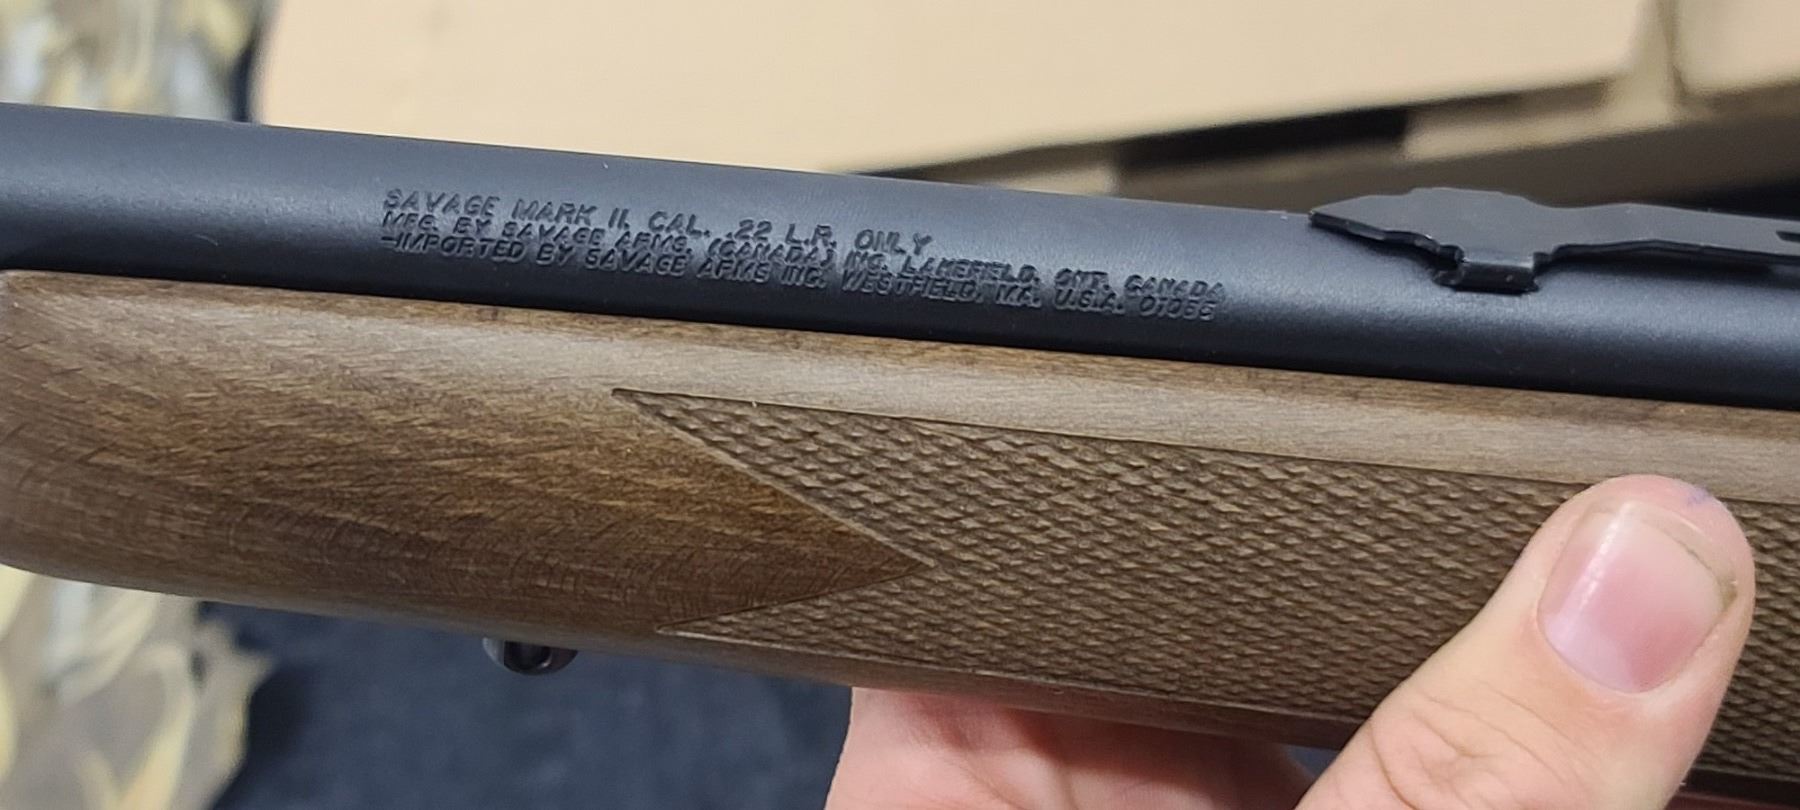 SAVAGE MARK II. CAL. .22 L.R. ONLY
MFG. BY SAVAGE ARMS. (CANADA) INC. LAKEFIELD. ONT. CANADA
-IMPORTED BY SAVAGE ARMS INC. WESTFIELD, MA. U.S.A. 01085